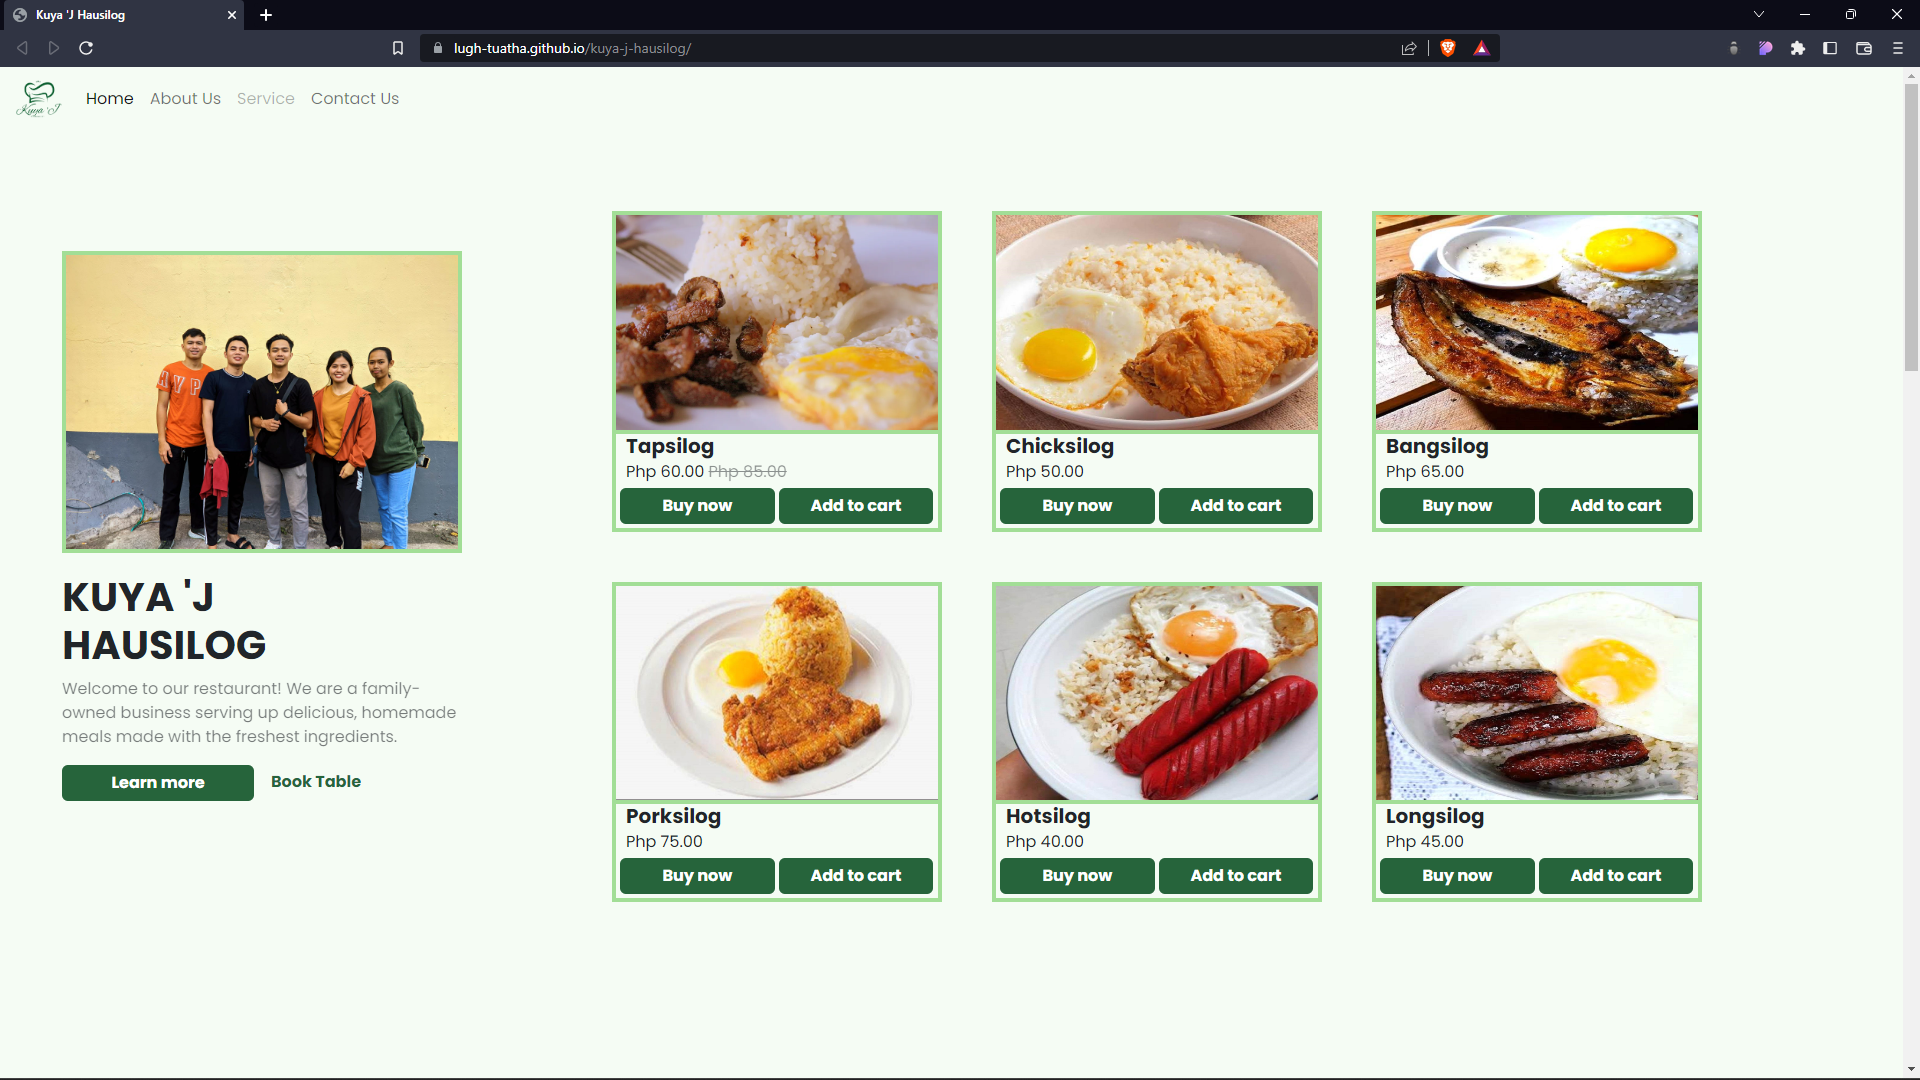 Kuya 'J Hausilog
lugh-tuatha.github.io/kuya-j-hausilog/
Kuya 'J
Home
About Us
Service
Contact Us
HYP
KUYA 'J
HAUSILOG
Welcome to our restaurant! We are a family-
owned business serving up delicious, homemade
meals made with the freshest ingredients.
Learn more
Book Table
Tapsilog
Php 60.00 Php 85.00
Buy now
Add to cart
Chicksilog
Php 50.00
Buy now
Add to cart
Bangsilog
Php 65.00
Buy now
Add to cart
Porksilog
Php 75.00
Buy now
Add to cart
Hotsilog
Php 40.00
Buy now
Add to cart
Longsilog
Php 45.00
Buy now
Add to cart